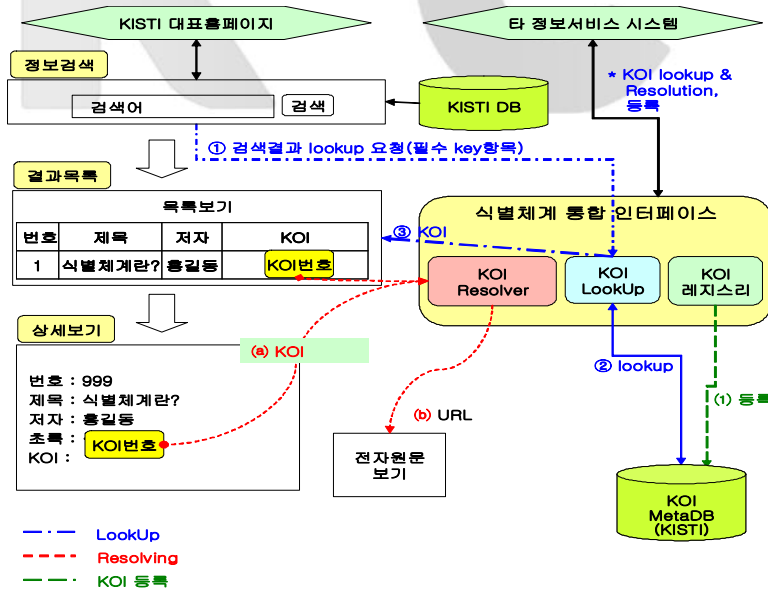 KISTI 대표홈페이지
타 정보서비스 시스템
정보검색
* KOI lookup &
Resolution,
등록
검색어
검색
KISTI DB
① 검색결과 lookup 요청(필수 key항목)
결과목록
목록보기
번호 제목 저자 KOI
1 식별체계란? 홍길동 KOI번호
③ KOI
식별체계 통합 인터페이스
KOI
Resolver
KOI
LookUp
KOI
레지스리
상세보기
(a) KOI
번호 : 999
제목 : 식별체계란?
저자 : 홍길동
초록 :
KOI :
KOI번호
② lookup
(1) 등록
(b) URL
전자원문
보기
KOI
MetaDB
(KISTI)
LookUp
Resolving
KOI 등록